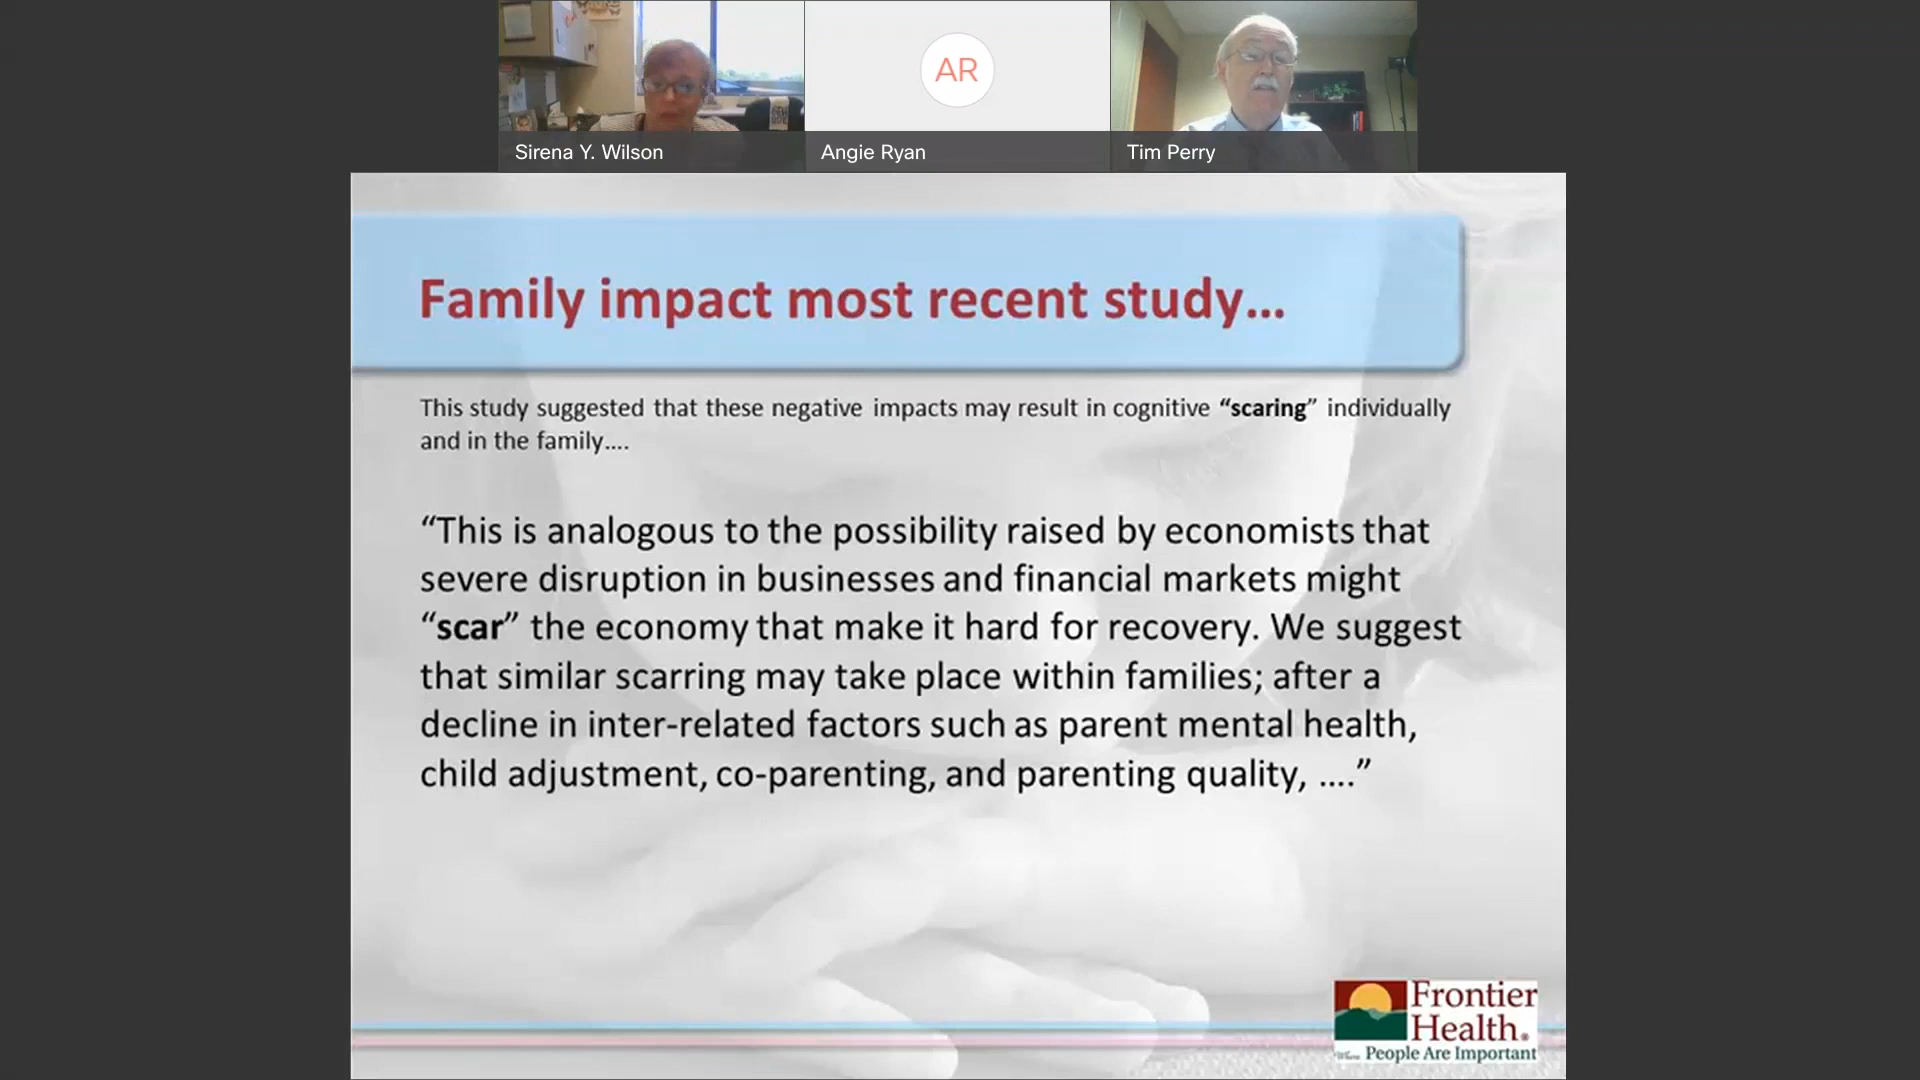 AR
Sirena Y. Wilson
Angie Ryan
Tim Perry
Family impact most recent study...
This study suggested that these negative impacts may result in cognitive “scaring” individually
and in the family....
“This is analogous to the possibility raised by economists that
severe disruption in businesses and financial markets might
“scar” the economy that make it hard for recovery. We suggest
that similar scarring may take place within families; after a
decline in inter-related factors such as parent mental health,
child adjustment, co-parenting, and parenting quality, ....”
Frontier
Health®
Where People Are Important